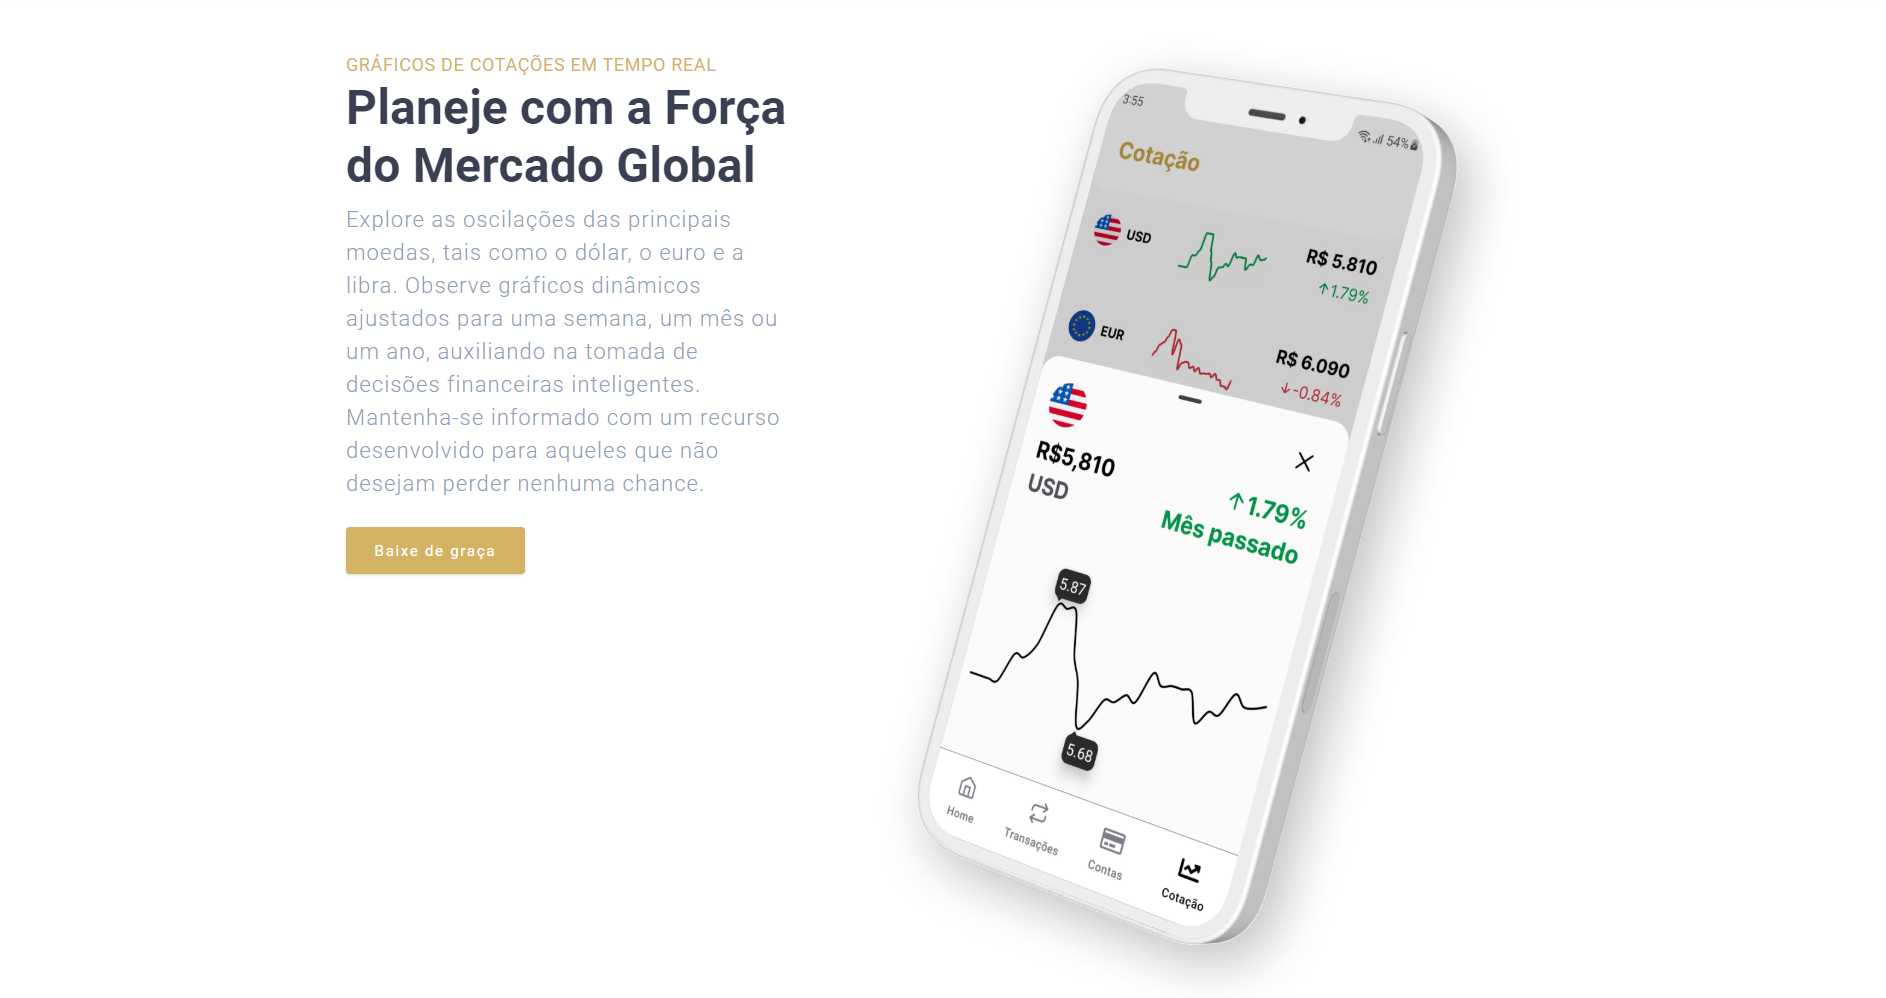 GRÁFICOS DE COTAÇÕES EM TEMPO REAL
Planeje com a Força
do Mercado Global
Explore as oscilações das principais
moedas, tais como o dólar, o euro e a
libra. Observe gráficos dinâmicos
ajustados para uma semana, um mês ou
um ano, auxiliando na tomada de
decisões financeiras inteligentes.
Mantenha-se informado com um recurso
desenvolvido para aqueles que não
desejam perder nenhuma chance.
Baixe de graça
3:55
54%
Cotação
USD
R$ 5.810
↑1.79%
EUR
R$ 6.090
↓-0.84%
R$5,810
USD
↑1.79%
Mês passado
5.87
5.68
Home
Transações
Contas
Cotação